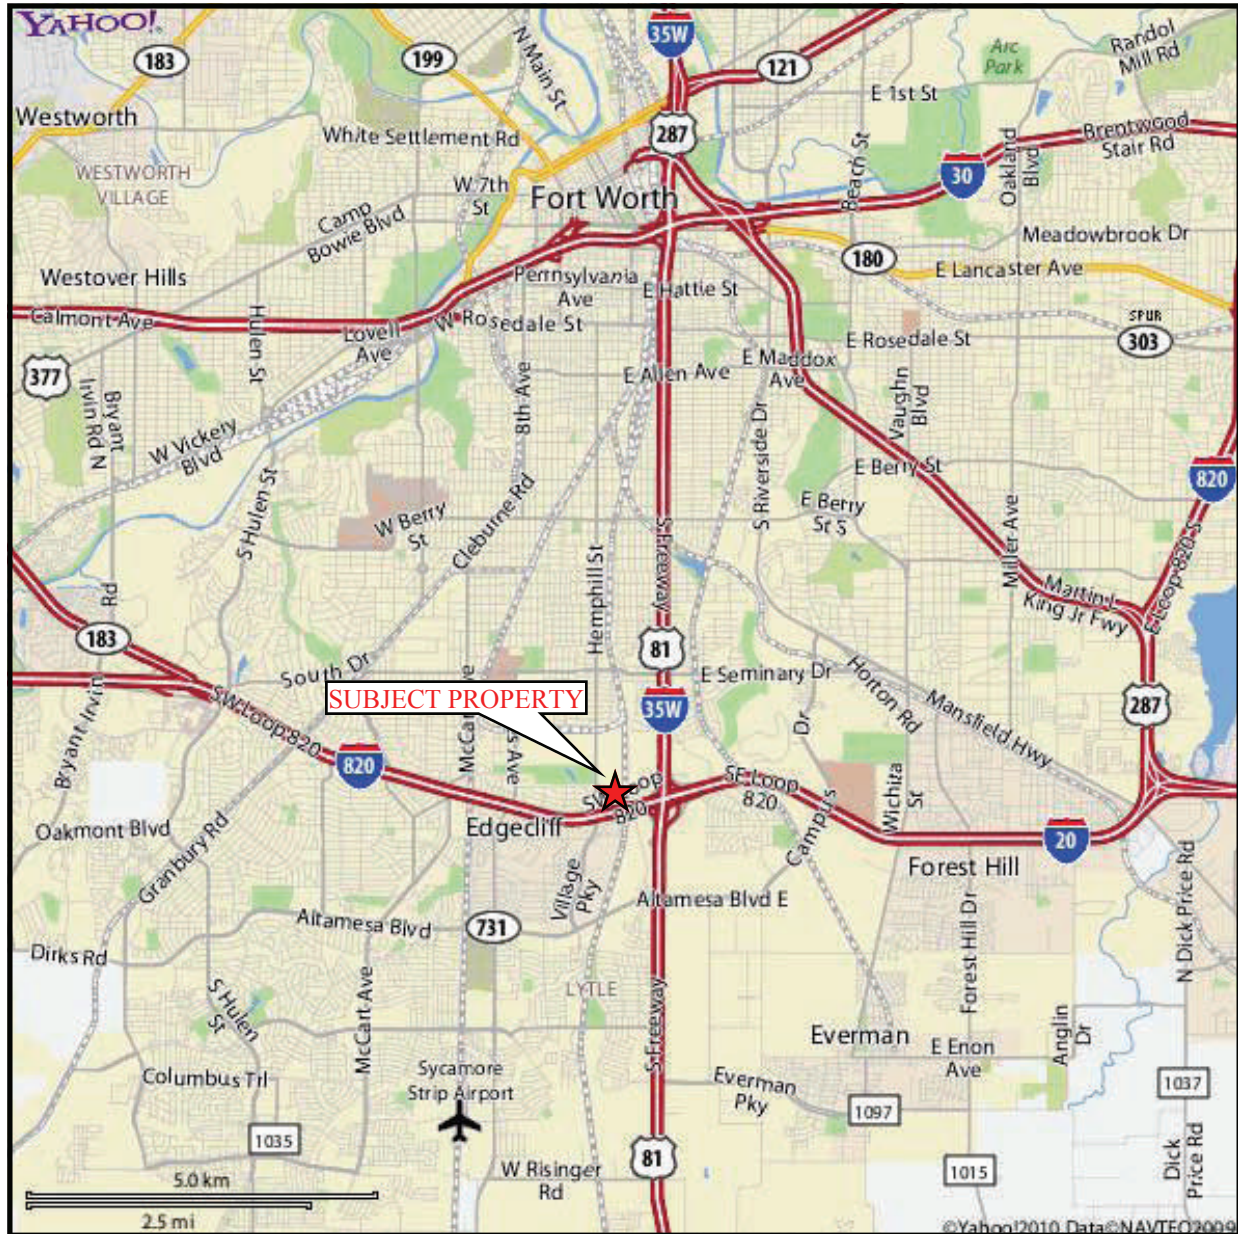 YAHOO!
183
199
35W
121
Arc
Park
Randol
Mill Rd
N Main St
E 1st St
Westworth
White Settlement Rd
287
Beach St
Oakland
Blvd
Brentwood
Stair Rd
WESTWORTH
VILLAGE
W 7th
St
Fort Worth
30
Camp
Bowie Blvd
Meadowbrook Dr
180
E Lancaster Ave
Westover Hills
Pennsylvania
Ave
E Hattie St
Calmont Ave
Hulen St
Lovell
Ave
W Rosedale St
SPUR
303
E Rosedale St
377
Bryant
Irvin Rd N
8th Ave
E Allen Ave
E Maddox
Ave
Vaughn
Blvd
W Vickery
Blvd
S Riverside Dr
E Berry St
820
S Hulen St
W Berry
St
Cleburne Rd
E Berry
St S
S Freeway
Miller Ave
E Loop 820 S
Hemphill St
Martin L
King Jr Fwy
Rd
183
81
South Dr
McCart Ave
E Seminary Dr
Horton Rd
Mansfield Hwy
SUBJECT PROPERTY
35W
287
Bryant Irvin
SW Loop 820
820
s Ave
Dr
SW Loop
820
SE Loop
820
Wichita
St
Oakmont Blvd
Granbury Rd
Edgecliff
Campus
20
Forest Hill
Village
Pky
Altamesa Blvd E
Altamesa Blvd
731
Forest Hill Dr
N Dick Price Rd
Dirks Rd
S Hulen
St
McCart Ave
LYTLE
S Freeway
Everman
E Enon
Ave
Anglin
Dr
Columbus Trl
Sycamore
Strip Airport
Everman
Pky
1097
1037
1035
81
W Risinger
Rd
1015
Dick
Price Rd
5.0 km
2.5 mi
©Yahoo!2010 Data©NAVTEQ2009